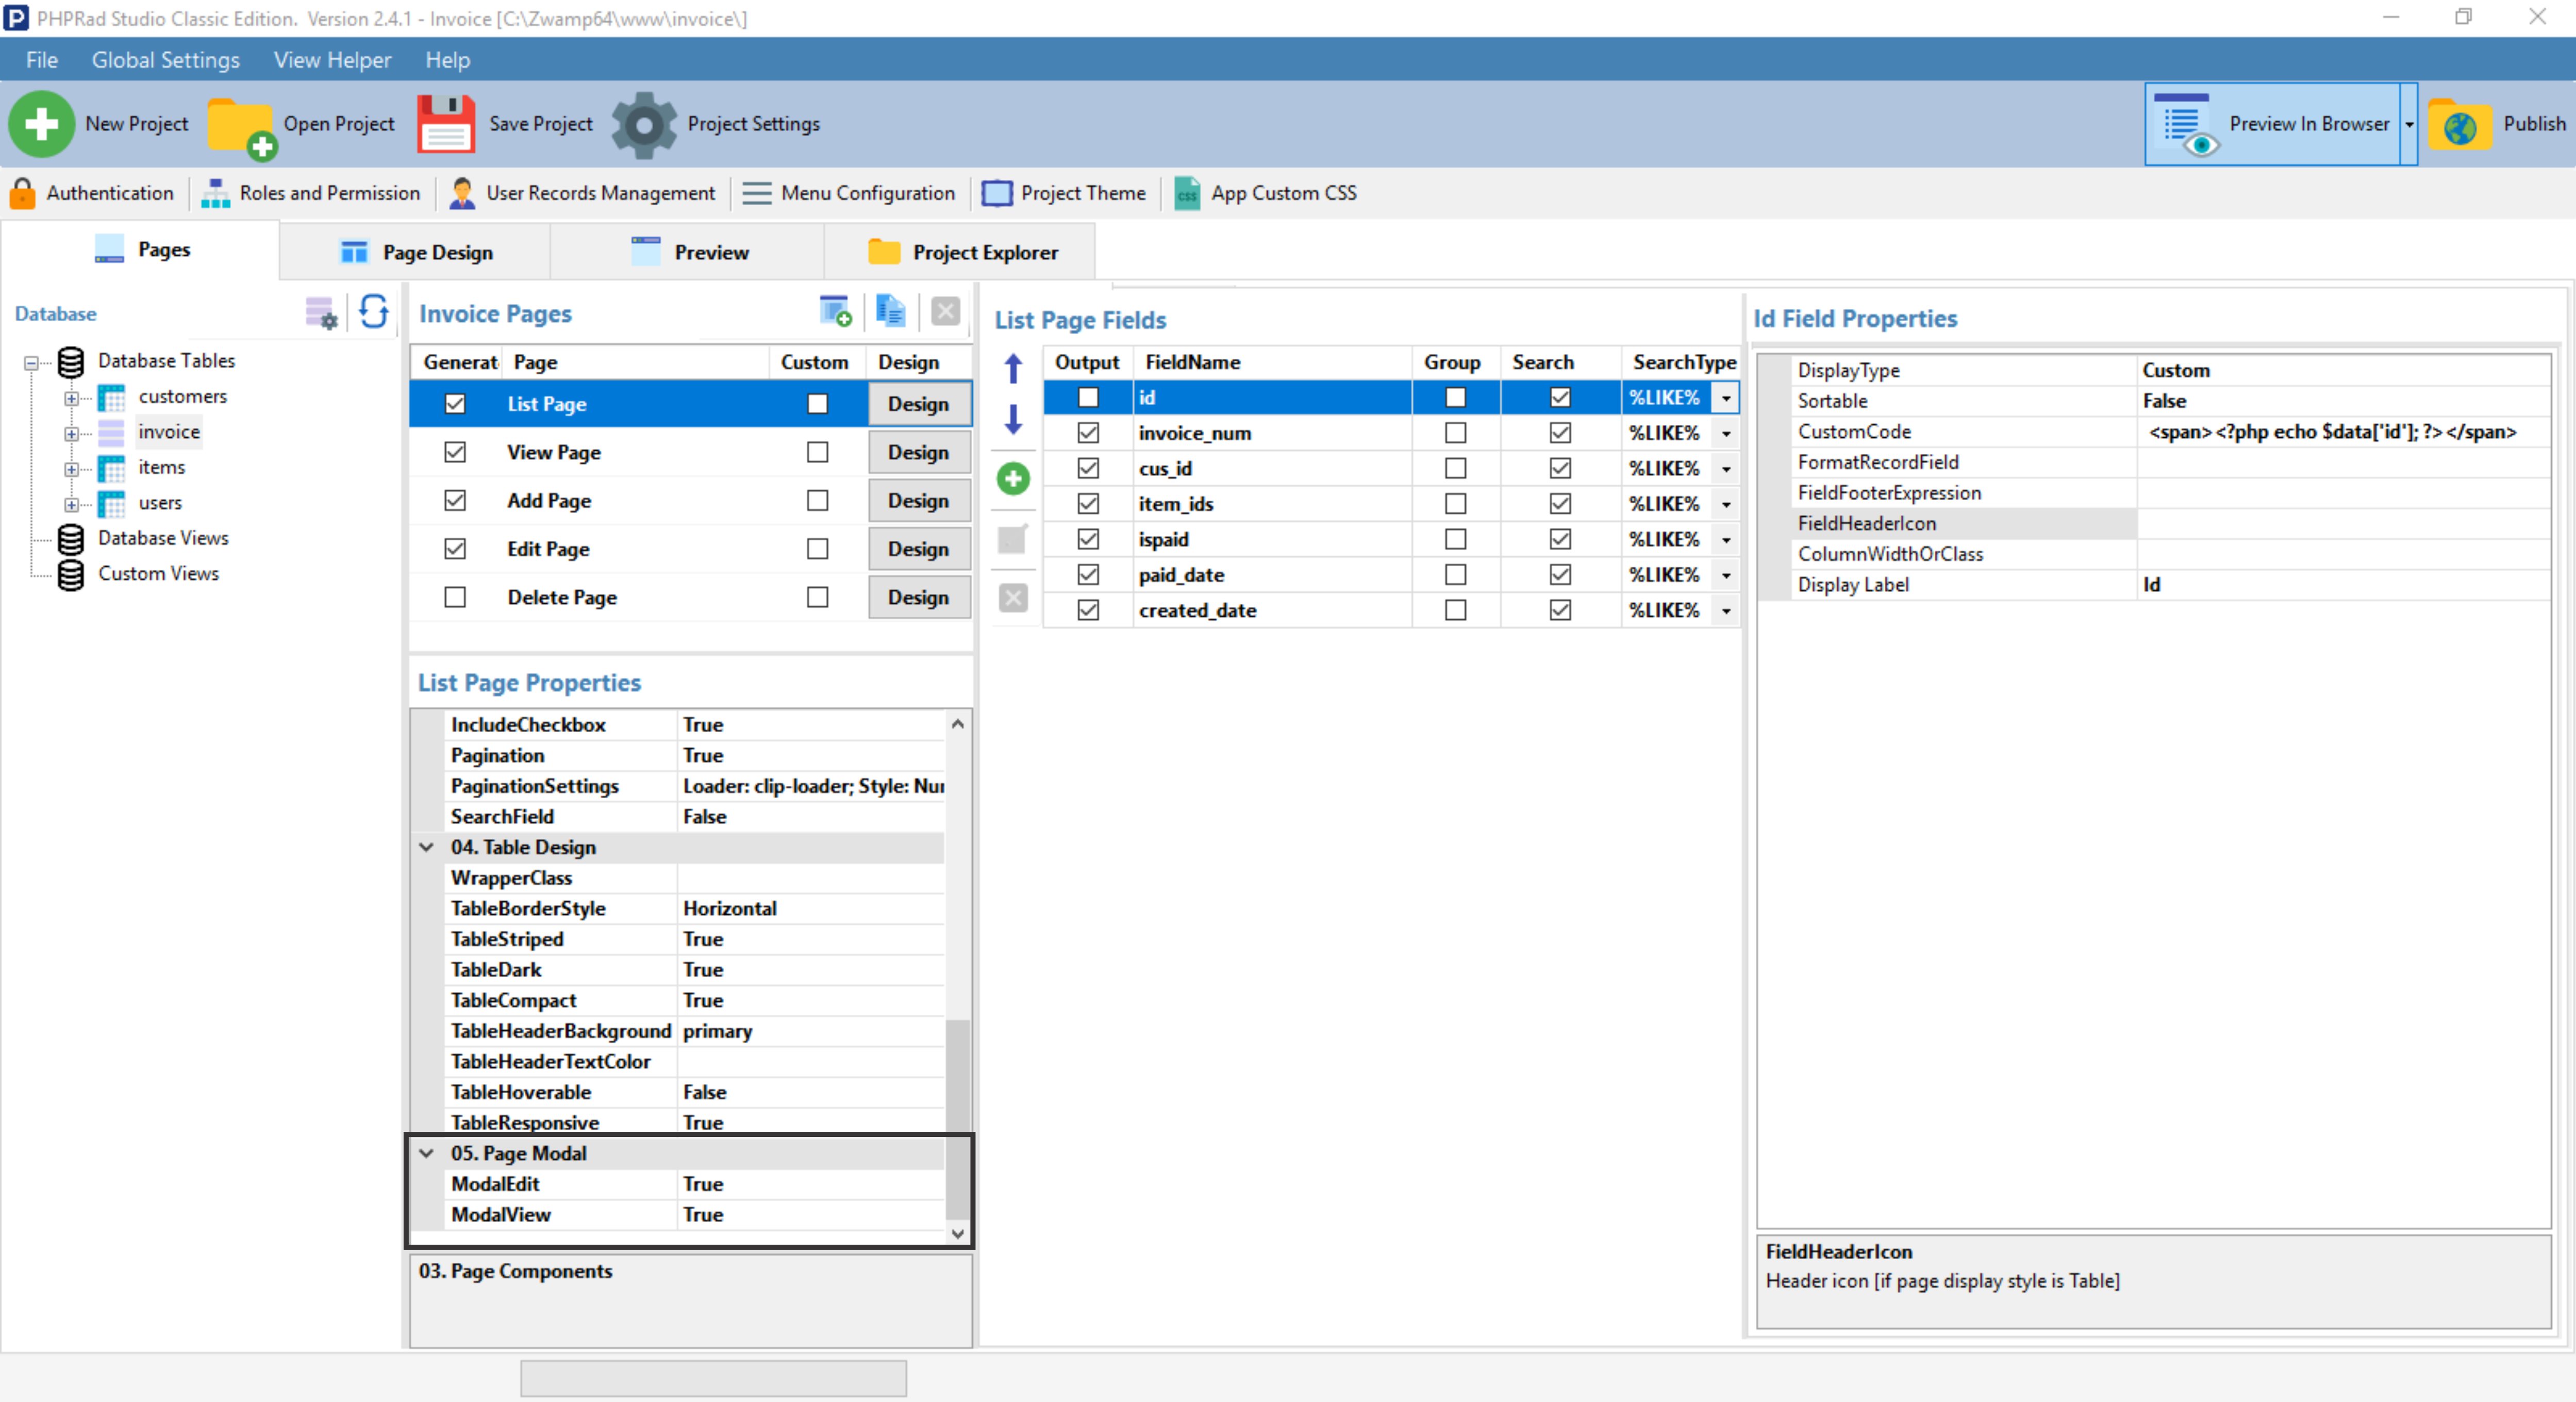 PHPRad Studio Classic Edition. Version 2.4.1 - Invoice [C:\Zwamp64\www\invoice\]
File Global Settings View Helper Help
New Project Open Project Save Project Project Settings Preview In Browser Publish
Authentication Roles and Permission User Records Management Menu Configuration Project Theme CSS App Custom CSS
Pages Page Design Preview Project Explorer
Database
Database Tables
customers
invoice
items
users
Database Views
Custom Views
Invoice Pages
Generat Page Custom Design
List Page Design
View Page Design
Add Page Design
Edit Page Design
Delete Page Design
List Page Properties
IncludeCheckbox True
Pagination True
PaginationSettings Loader: clip-loader; Style: Nur
SearchField False
04. Table Design
WrapperClass
TableBorderStyle Horizontal
TableStriped True
TableDark True
TableCompact True
TableHeaderBackground primary
TableHeaderTextColor
TableHoverable False
TableResponsive True
05. Page Modal
ModalEdit True
ModalView True
03. Page Components
List Page Fields
Output FieldName Group Search SearchType
id %LIKE%
invoice_num %LIKE%
cus_id %LIKE%
item_ids %LIKE%
ispaid %LIKE%
paid_date %LIKE%
created_date %LIKE%
Id Field Properties
DisplayType Custom
Sortable False
CustomCode <span><?php echo $data['id']; ?></span>
FormatRecordField
FieldFooterExpression
FieldHeaderIcon
ColumnWidthOrClass
Display Label Id
FieldHeaderIcon
Header icon [if page display style is Table]